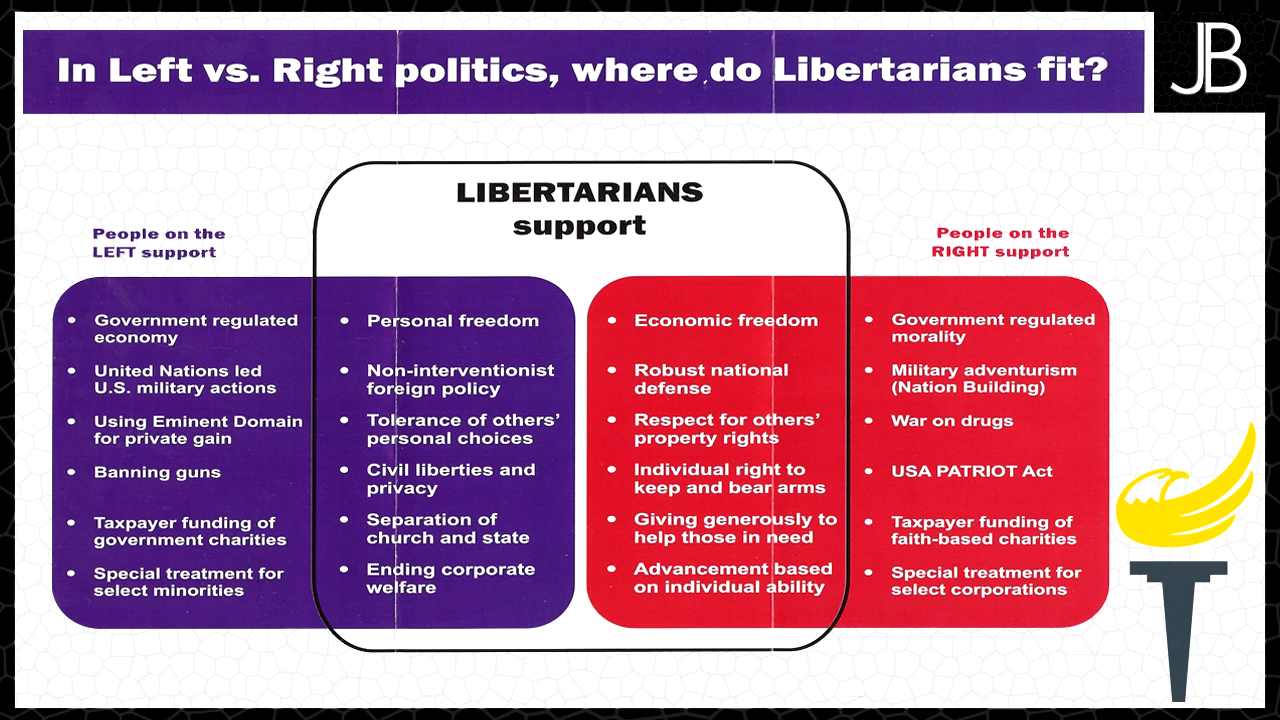 In Left vs. Right politics, where do Libertarians fit?
JB
LIBERTARIANS
support
People on the
LEFT support
People on the
RIGHT support
• Government regulated
economy
• United Nations led
U.S. military actions
• Using Eminent Domain
for private gain
• Banning guns
• Taxpayer funding of
government charities
• Special treatment for
select minorities
• Personal freedom
• Non-interventionist
foreign policy
• Tolerance of others’
personal choices
• Civil liberties and
privacy
• Separation of
church and state
• Ending corporate
welfare
• Economic freedom
• Robust national
defense
• Respect for others’
property rights
• Individual right to
keep and bear arms
• Giving generously to
help those in need
• Advancement based
on individual ability
• Government regulated
morality
• Military adventurism
(Nation Building)
• War on drugs
• USA PATRIOT Act
• Taxpayer funding of
faith-based charities
• Special treatment for
select corporations